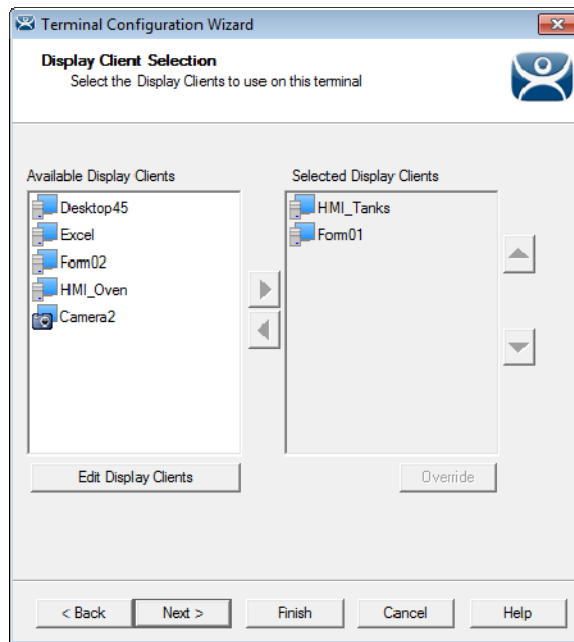 Terminal Configuration Wizard
Display Client Selection
Select the Display Clients to use on this terminal
Available Display Clients
Selected Display Clients
Desktop45
Excel
Form02
HMI_Oven
Camera2
HMI_Tanks
Form01
Edit Display Clients
Override
< Back
Next >
Finish
Cancel
Help